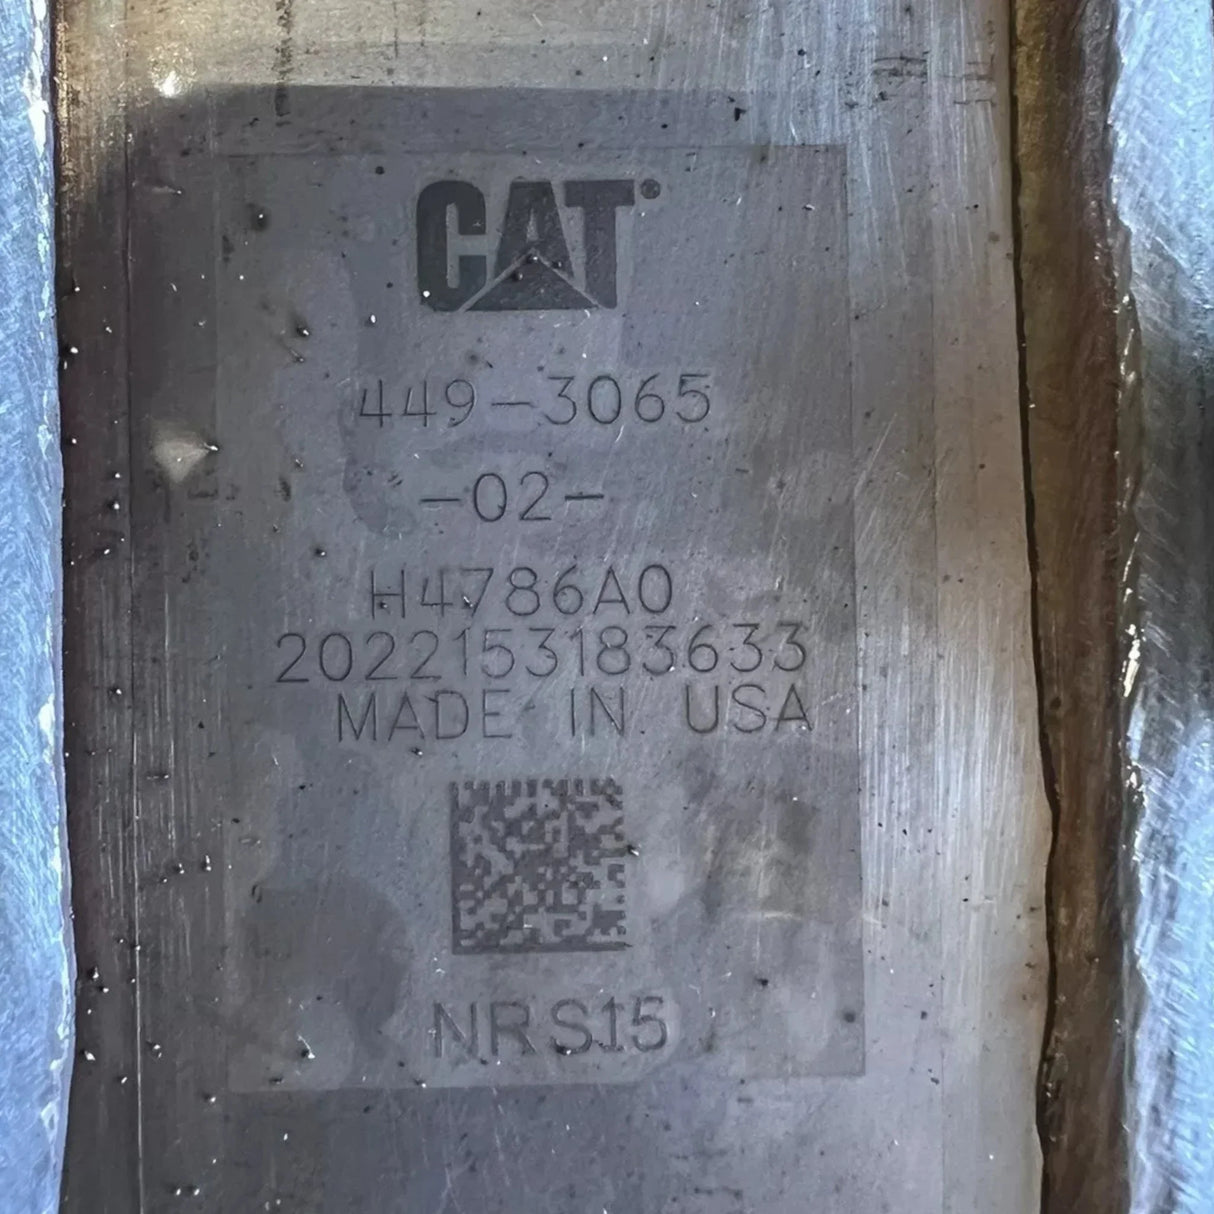 CAT®
449-3065
-02-
H4786A0
2022153183633
MADE IN USA
NRS15